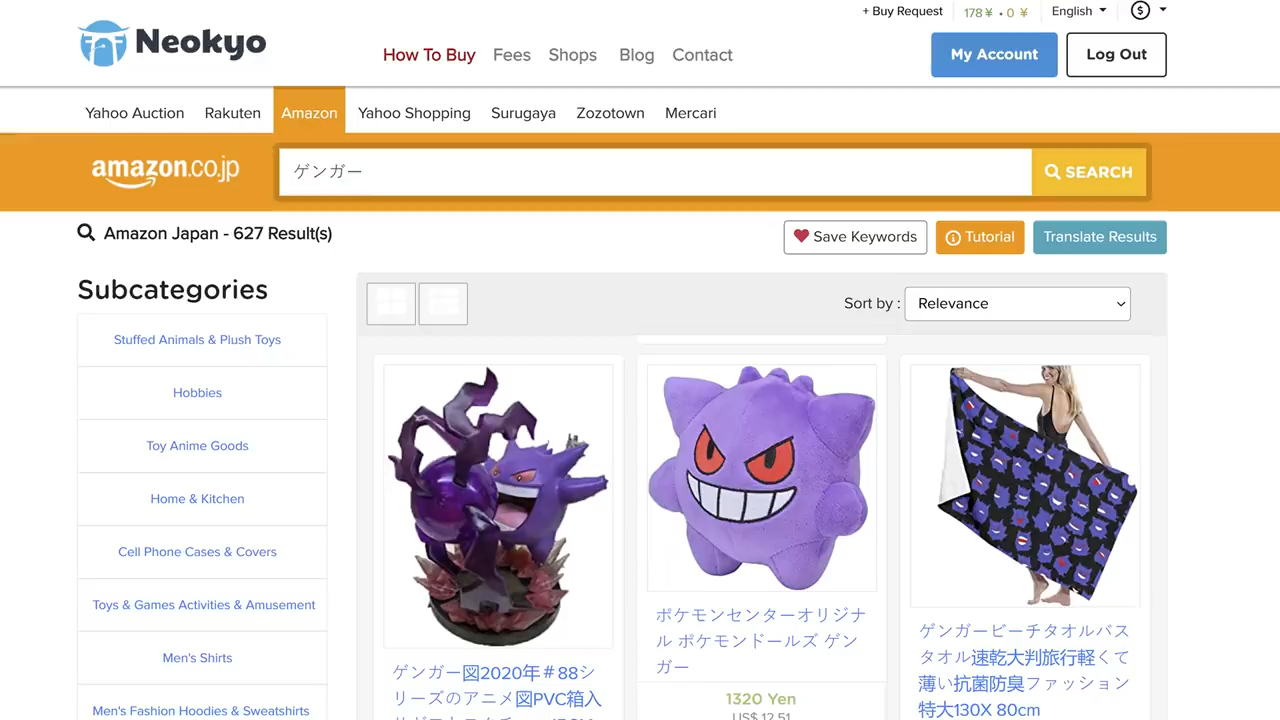 + Buy Request
178 ¥ • 0 ¥
English
$
Neokyo
How To Buy
Fees
Shops
Blog
Contact
My Account
Log Out
Yahoo Auction
Rakuten
Amazon
Yahoo Shopping
Surugaya
Zozotown
Mercari
amazon.co.jp
ゲンガー
SEARCH
Amazon Japan - 627 Result(s)
Save Keywords
Tutorial
Translate Results
Subcategories
Stuffed Animals & Plush Toys
Hobbies
Toy Anime Goods
Home & Kitchen
Cell Phone Cases & Covers
Toys & Games Activities & Amusement
Men's Shirts
Men's Fashion Hoodies & Sweatshirts
Sort by :
Relevance
ゲンガー図2020年＃88シ
リーズのアニメ図PVC箱入
ポケモンセンターオリジナ
ル ポケモンドールズ ゲン
ガー
1320 Yen
US$ 12.51
ゲンガービーチタオルバス
タオル速乾大判旅行軽くて
薄い抗菌防臭ファッション
特大130X 80cm